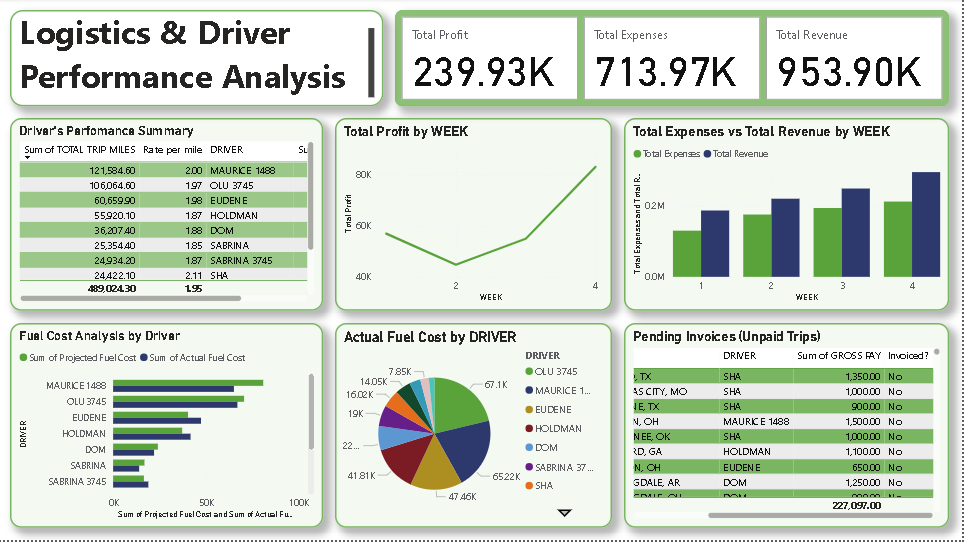 Logistics & Driver
Performance Analysis
Total Profit
239.93K
Total Expenses
713.97K
Total Revenue
953.90K
Driver's Perfomance Summary
Sum of TOTAL TRIP MILES Rate per mile DRIVER Su
121,584.60 2.00 MAURICE 1488
106,064.60 1.97 OLU 3745
60,659.90 1.98 EUDENE
55,920.10 1.87 HOLDMAN
36,207.40 1.88 DOM
25,354.40 1.85 SABRINA
24,934.20 1.87 SABRINA 3745
24,422.10 2.11 SHA
489,024.30 1.95
Total Profit by WEEK
Total Profit
80K
60K
40K
2 4
WEEK
Total Expenses vs Total Revenue by WEEK
Total Expenses Total Revenue
Total Expenses and Total R...
0.2M
0.0M
1 2 3 4
WEEK
Fuel Cost Analysis by Driver
Sum of Projected Fuel Cost Sum of Actual Fuel Cost
DRIVER
MAURICE 1488
OLU 3745
EUDENE
HOLDMAN
DOM
SABRINA
SABRINA 3745
0K 50K 100K
Sum of Projected Fuel Cost and Sum of Actual Fu...
Actual Fuel Cost by DRIVER
67.1K
65.22K
47.46K
41.81K
22...
19K
16.02K
14.05K
7.85K
DRIVER
OLU 3745
MAURICE 1...
EUDENE
HOLDMAN
DOM
SABRINA 37...
SHA
Pending Invoices (Unpaid Trips)
DRIVER Sum of GROSS PAY Invoiced?
, TX SHA 1,350.00 No
AS CITY, MO SHA 1,000.00 No
NE, TX SHA 900.00 No
N, OH MAURICE 1488 1,500.00 No
NEE, OK SHA 1,000.00 No
RD, GA HOLDMAN 1,100.00 No
N, OH EUDENE 650.00 No
GDALE, AR DOM 1,250.00 No
DOM No
227,097.00